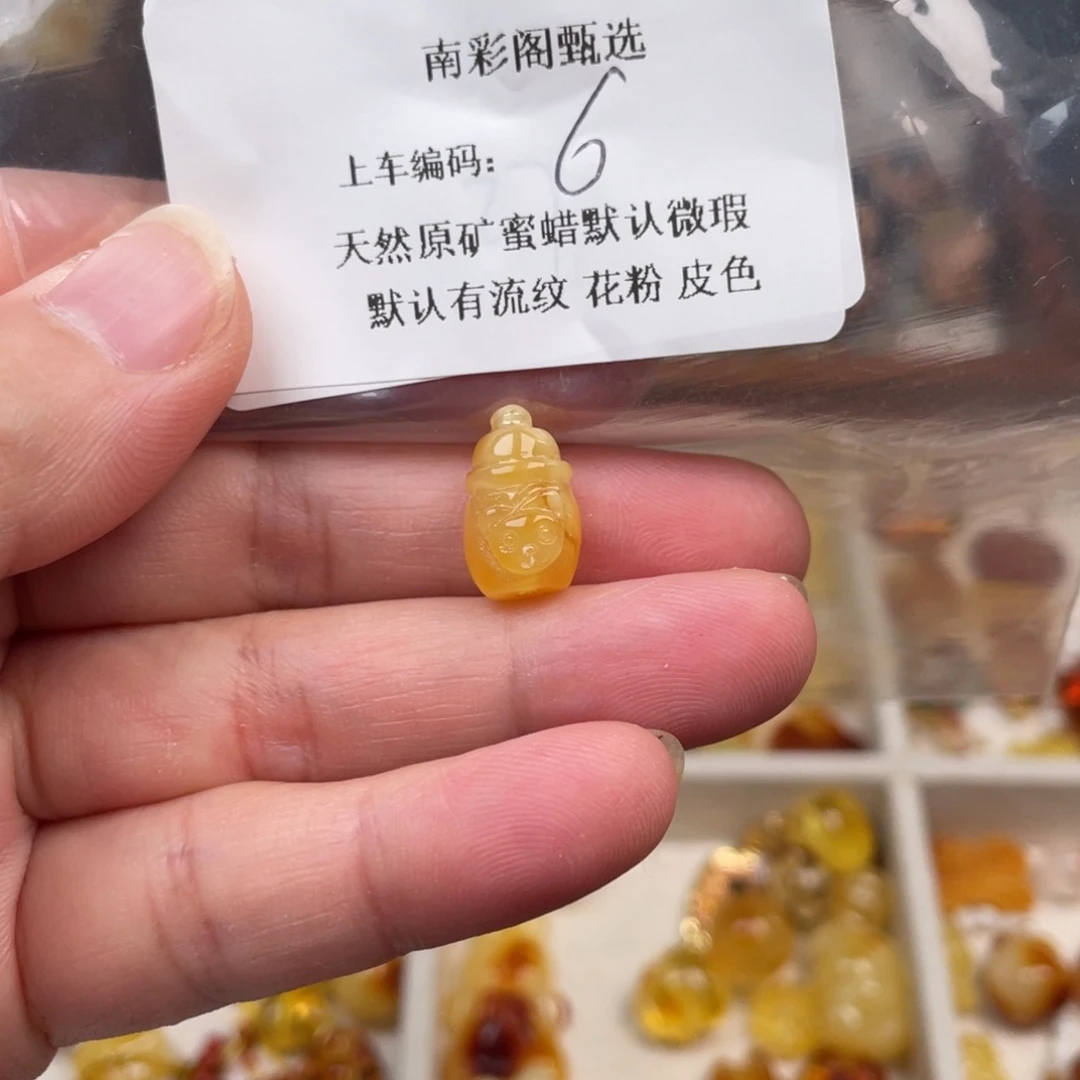 南彩阁甄选
上车编码：6
天然原矿蜜蜡默认微瑕
默认有流纹 花粉 皮色